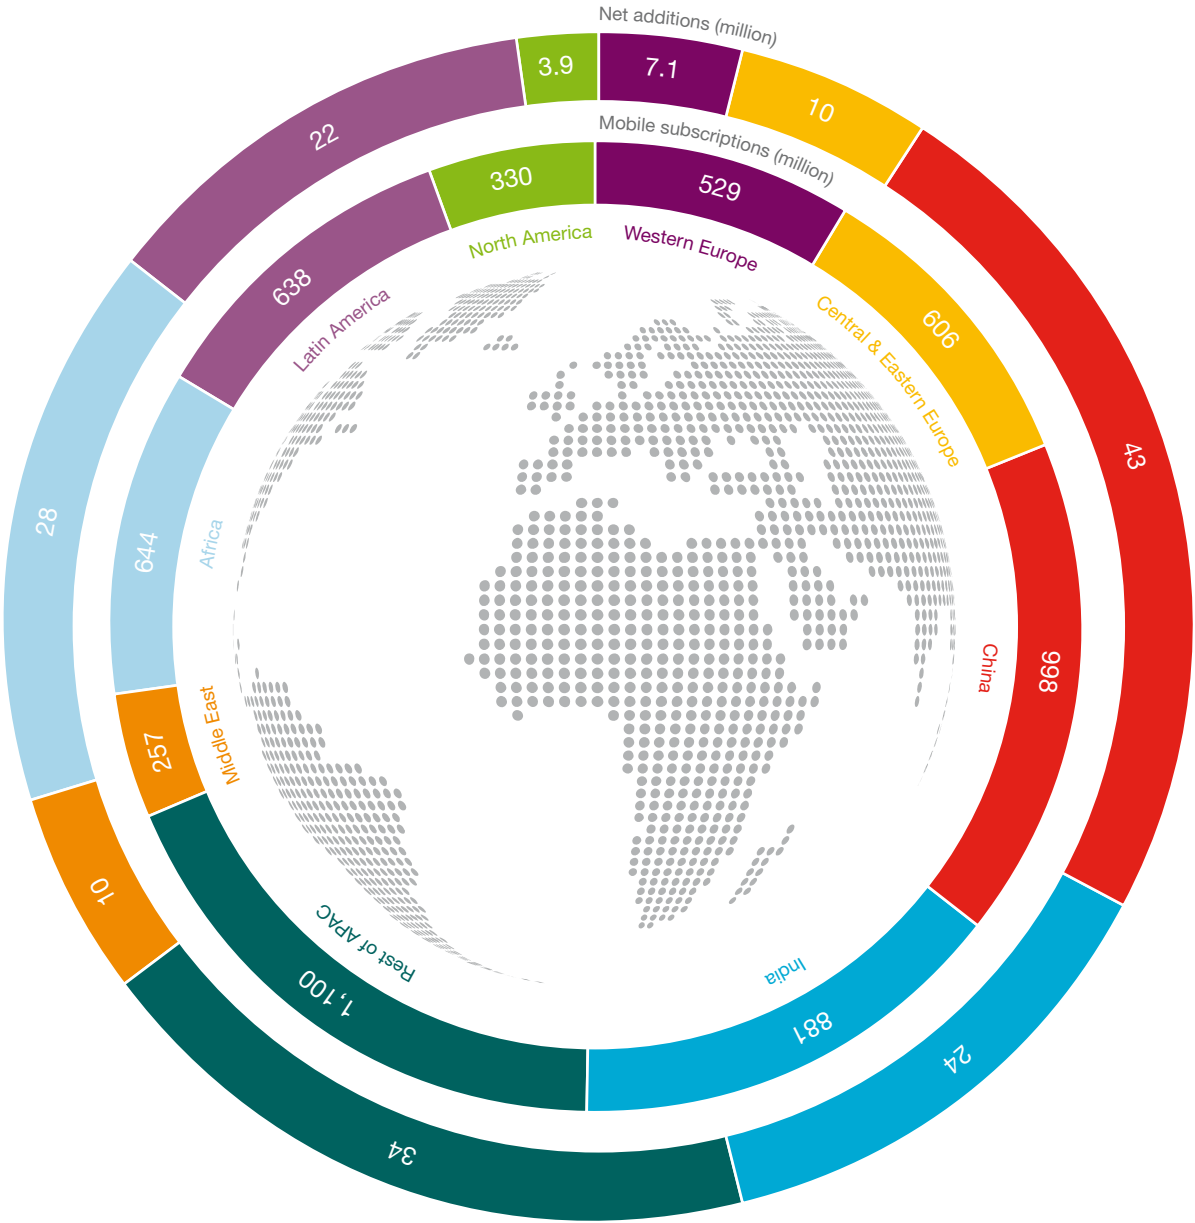 Net additions (million)
7.1
10
43
24
34
10
28
22
3.9
Mobile subscriptions (million)
529
606
998
881
1,100
257
644
638
330
Western Europe
Central & Eastern Europe
China
India
Rest of APAC
Middle East
Africa
Latin America
North America